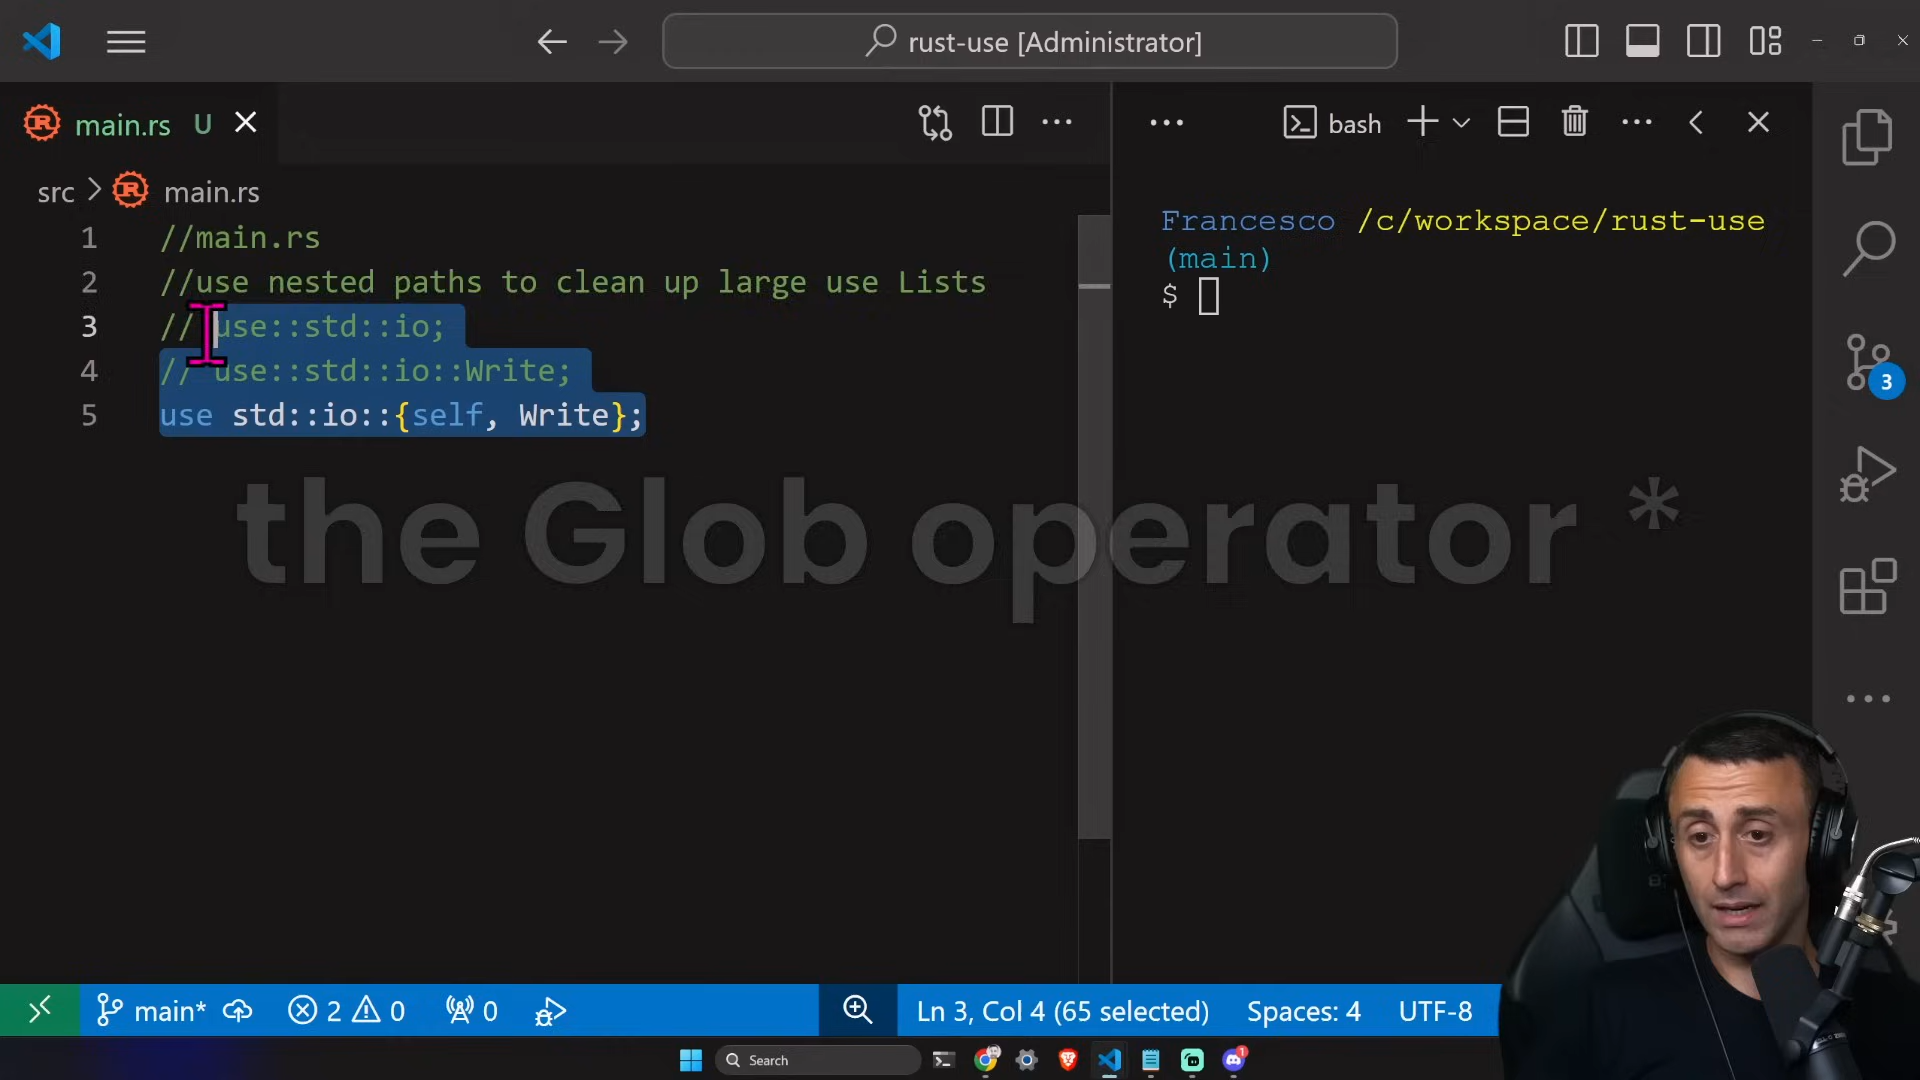 rust-use [Administrator]
main.rs U
bash
src > main.rs
1 //main.rs
2 //use nested paths to clean up large use Lists
3 // use::std::io;
4 // use::std::io::Write;
5 use std::io::{self, Write};
Francesco /c/workspace/rust-use
(main)
$
the Glob operator *
3
main* 2 0 0
Ln 3, Col 4 (65 selected) Spaces: 4 UTF-8
Search
1